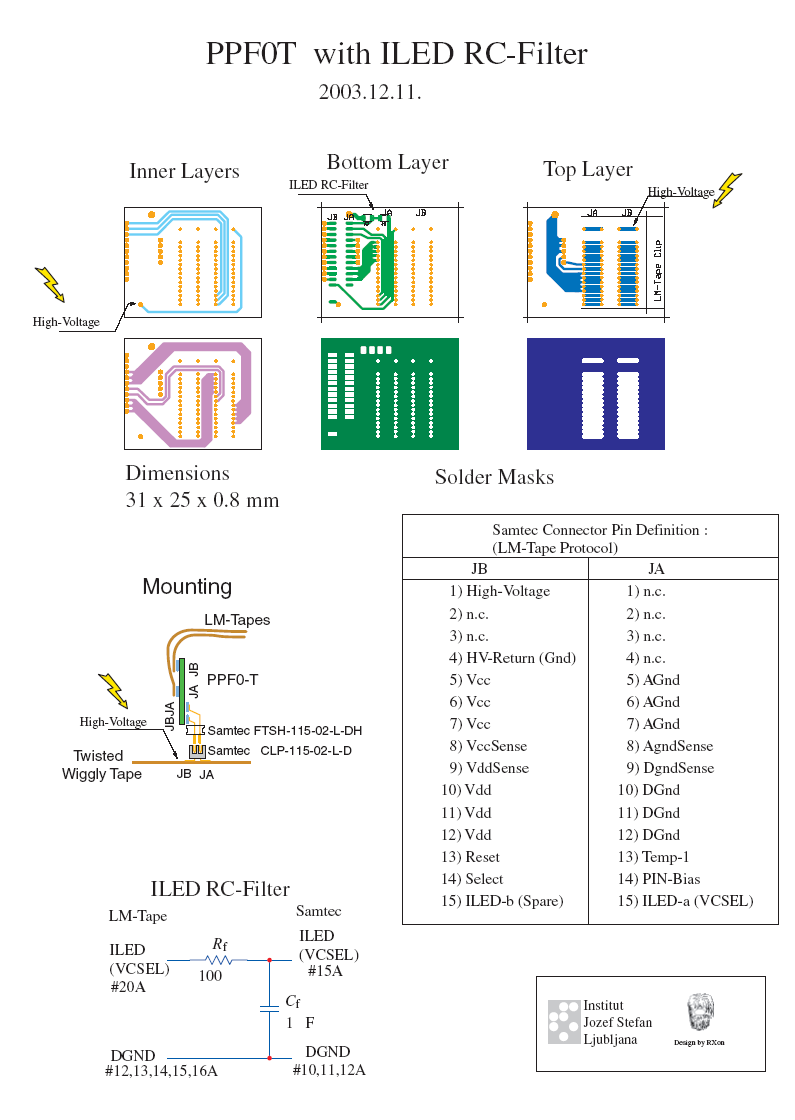 PPF0T with ILED RC-Filter
2003.12.11.
Inner Layers
Bottom Layer
Top Layer
ILED RC-Filter
High-Voltage
JB
JA
JA
JB
JA
JB
LM-Tape Clip
High-Voltage
Dimensions
31 x 25 x 0.8 mm
Solder Masks
Samtec Connector Pin Definition :
(LM-Tape Protocol)
JB
JA
1) High-Voltage
1) n.c.
2) n.c.
2) n.c.
3) n.c.
3) n.c.
4) HV-Return (Gnd)
4) n.c.
5) Vcc
5) AGnd
6) Vcc
6) AGnd
7) Vcc
7) AGnd
8) VccSense
8) AgndSense
9) VddSense
9) DgndSense
10) Vdd
10) DGnd
11) Vdd
11) DGnd
12) Vdd
12) DGnd
13) Reset
13) Temp-1
14) Select
14) PIN-Bias
15) ILED-b (Spare)
15) ILED-a (VCSEL)
Mounting
LM-Tapes
JB
JA
PPF0-T
JBJA
High-Voltage
Samtec FTSH-115-02-L-DH
Samtec CLP-115-02-L-D
Twisted
Wiggly Tape
JB JA
ILED RC-Filter
LM-Tape
Samtec
ILED
(VCSEL)
#20A
Rf
100
ILED
(VCSEL)
#15A
Cf
1 F
DGND
#12,13,14,15,16A
DGND
#10,11,12A
Institut
Jozef Stefan
Ljubljana
Design by RXon